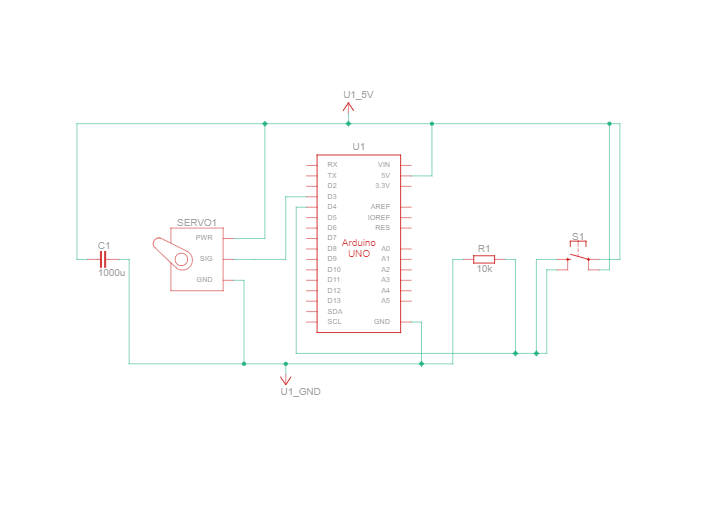 U1_5V
U1
RX
VIN
TX
5V
D2
3.3V
D3
D4
AREF
D5
IOREF
D6
RES
D7
D8
A0
D9
A1
D10
A2
D11
A3
D12
A4
D13
A5
SDA
SCL
GND
Arduino
UNO
SERVO1
PWR
SIG
GND
C1
1000u
R1
10k
S1
U1_GND